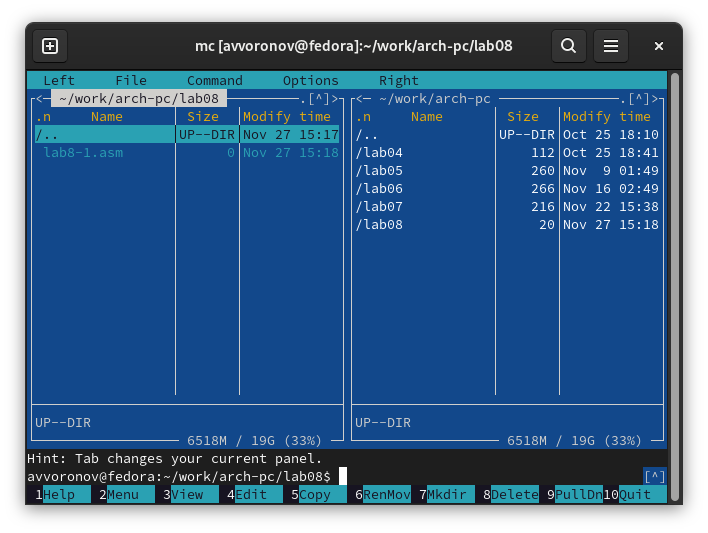 mc [avvoronov@fedora]:~/work/arch-pc/lab08
Left File Command Options Right
<─ ~/work/arch-pc/lab08 ─.[^]> <─ ~/work/arch-pc ─.[^]>
.n Name Size Modify time .n Name Size Modify time
/.. UP--DIR Nov 27 15:17 /.. UP--DIR Oct 25 18:10
lab8-1.asm 0 Nov 27 15:18 /lab04 112 Oct 25 18:41
/lab05 260 Nov 9 01:49
/lab06 266 Nov 16 02:49
/lab07 216 Nov 22 15:38
/lab08 20 Nov 27 15:18
UP--DIR UP--DIR
6518M / 19G (33%) 6518M / 19G (33%)
Hint: Tab changes your current panel.
avvoronov@fedora:~/work/arch-pc/lab08$ [^]
1Help 2Menu 3View 4Edit 5Copy 6RenMov 7Mkdir 8Delete 9PullDn 10Quit